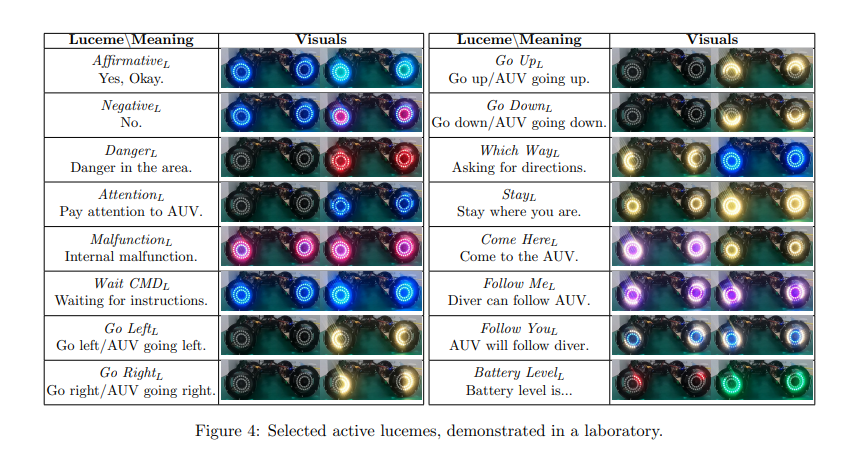 Luceme\Meaning Visuals Luceme\Meaning Visuals
Affirmative_L Go Up_L
Yes, Okay. Go up/AUV going up.
Negative_L Go Down_L
No. Go down/AUV going down.
Danger_L Which Way_L
Danger in the area. Asking for directions.
Attention_L Stay_L
Pay attention to AUV. Stay where you are.
Malfunction_L Come Here_L
Internal malfunction. Come to the AUV.
Wait CMD_L Follow Me_L
Waiting for instructions. Diver can follow AUV.
Go Left_L Follow You_L
Go left/AUV going left. AUV will follow diver.
Go Right_L Battery Level_L
Go right/AUV going right. Battery level is...
Figure 4: Selected active lucemes, demonstrated in a laboratory.